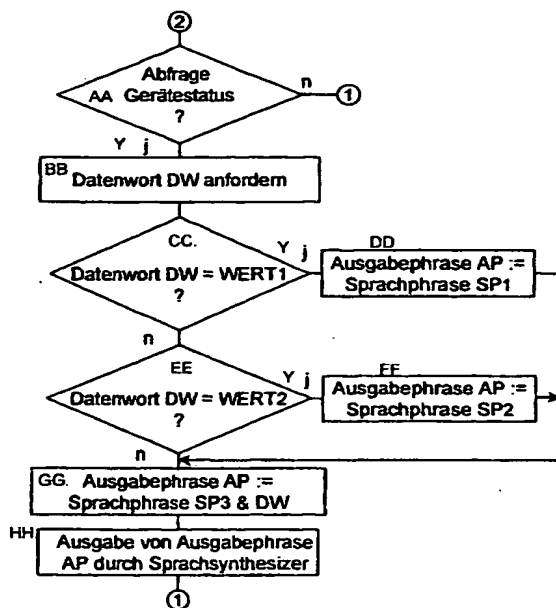 2
Abfrage
AA Gerätestatus
?
n
1
Y j
BB
Datenwort DW anfordern
CC.
Datenwort DW = WERT1
?
Y j
DD
Ausgabephrase AP :=
Sprachphrase SP1
n
EE
Datenwort DW = WERT2
?
Y j
FF
Ausgabephrase AP :=
Sprachphrase SP2
n
GG. Ausgabephrase AP :=
Sprachphrase SP3 & DW
HH
Ausgabe von Ausgabephrase
AP durch Sprachsynthesizer
1